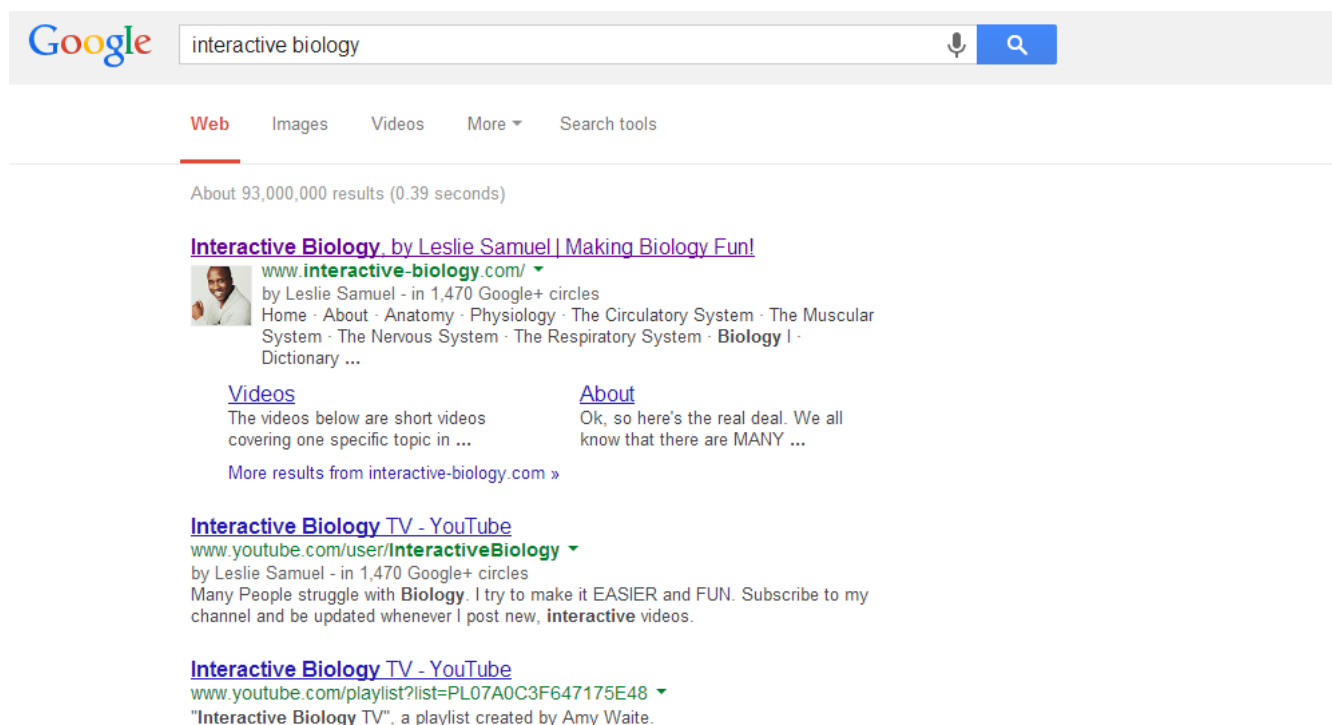 Google
interactive biology
Web Images Videos More Search tools
About 93,000,000 results (0.39 seconds)
Interactive Biology, by Leslie Samuel | Making Biology Fun!
www.interactive-biology.com/
by Leslie Samuel - in 1,470 Google+ circles
Home · About · Anatomy · Physiology · The Circulatory System · The Muscular
System · The Nervous System · The Respiratory System · Biology I ·
Dictionary ...
Videos
The videos below are short videos
covering one specific topic in ...
About
Ok, so here's the real deal. We all
know that there are MANY ...
More results from interactive-biology.com »
Interactive Biology TV - YouTube
www.youtube.com/user/InteractiveBiology
by Leslie Samuel - in 1,470 Google+ circles
Many People struggle with Biology. I try to make it EASIER and FUN. Subscribe to my
channel and be updated whenever I post new, interactive videos.
Interactive Biology TV - YouTube
www.youtube.com/playlist?list=PL07A0C3F647175E48
"Interactive Biology TV", a playlist created by Amy Waite.